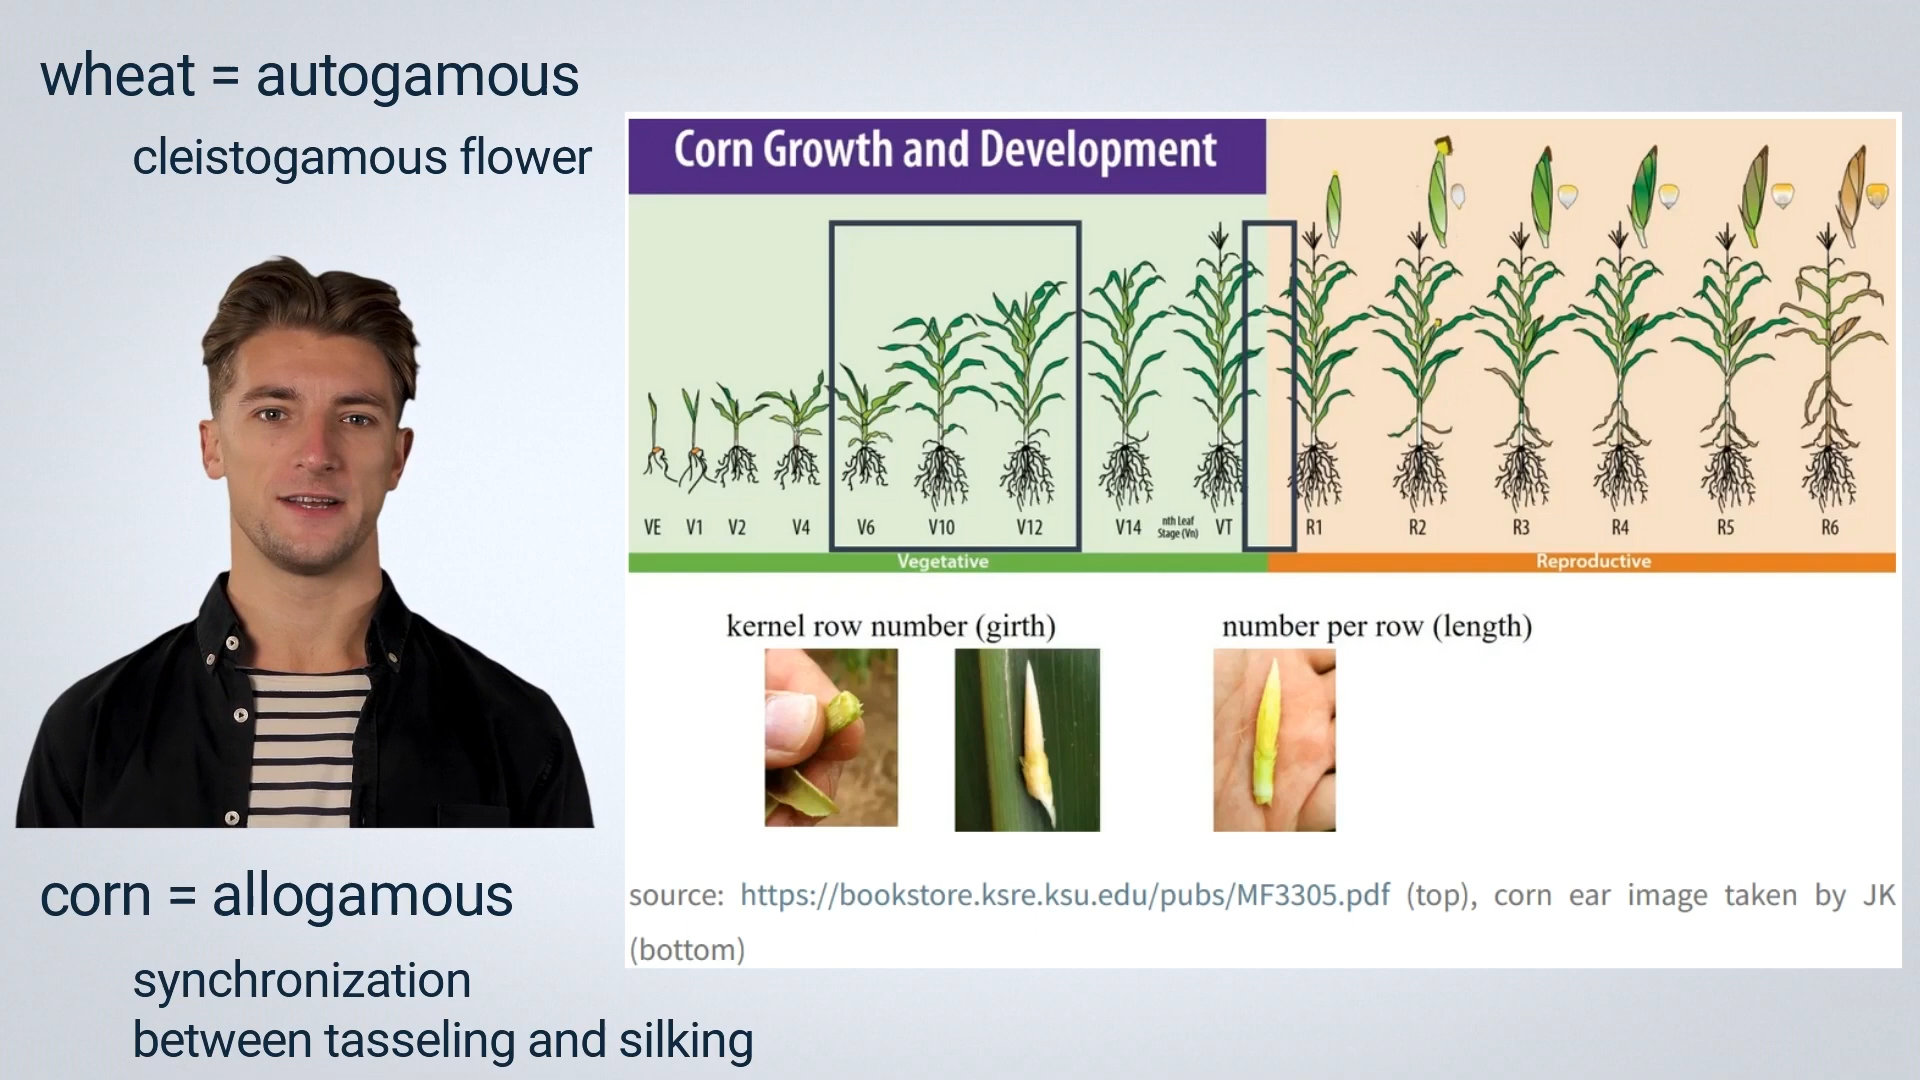 wheat = autogamous
cleistogamous flower
Corn Growth and Development
VE V1 V2 V4 V6 V10 V12 V14 nth Leaf Stage (Vn) VT R1 R2 R3 R4 R5 R6
Vegetative Reproductive
kernel row number (girth) number per row (length)
source: https://bookstore.ksre.ksu.edu/pubs/MF3305.pdf (top), corn ear image taken by JK
(bottom)
corn = allogamous
synchronization
between tasseling and silking